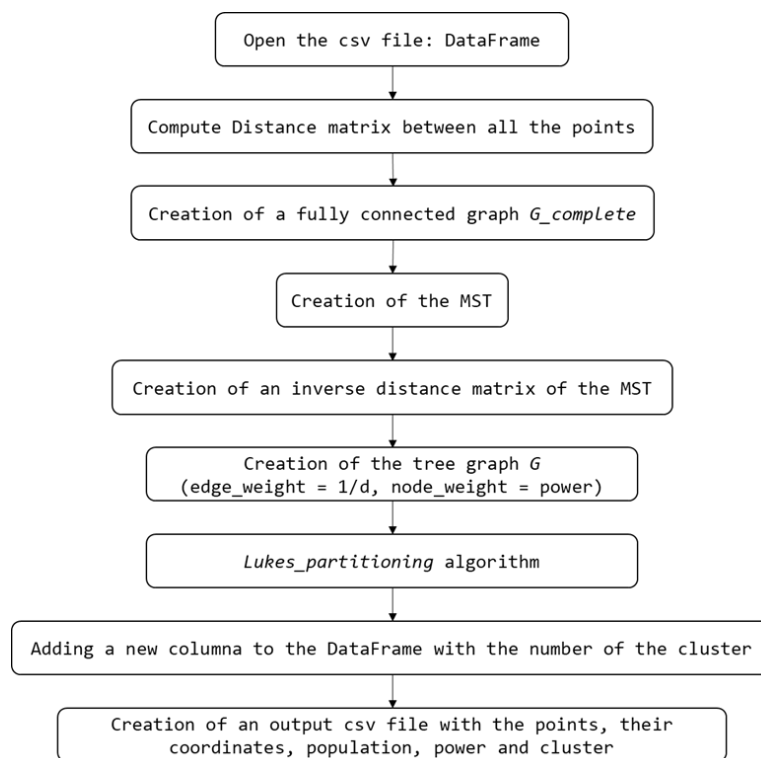 Open the csv file: DataFrame
Compute Distance matrix between all the points
Creation of a fully connected graph G_complete
Creation of the MST
Creation of an inverse distance matrix of the MST
Creation of the tree graph G
(edge_weight = 1/d, node_weight = power)
Lukes_partitioning algorithm
Adding a new columna to the DataFrame with the number of the cluster
Creation of an output csv file with the points, their
coordinates, population, power and cluster